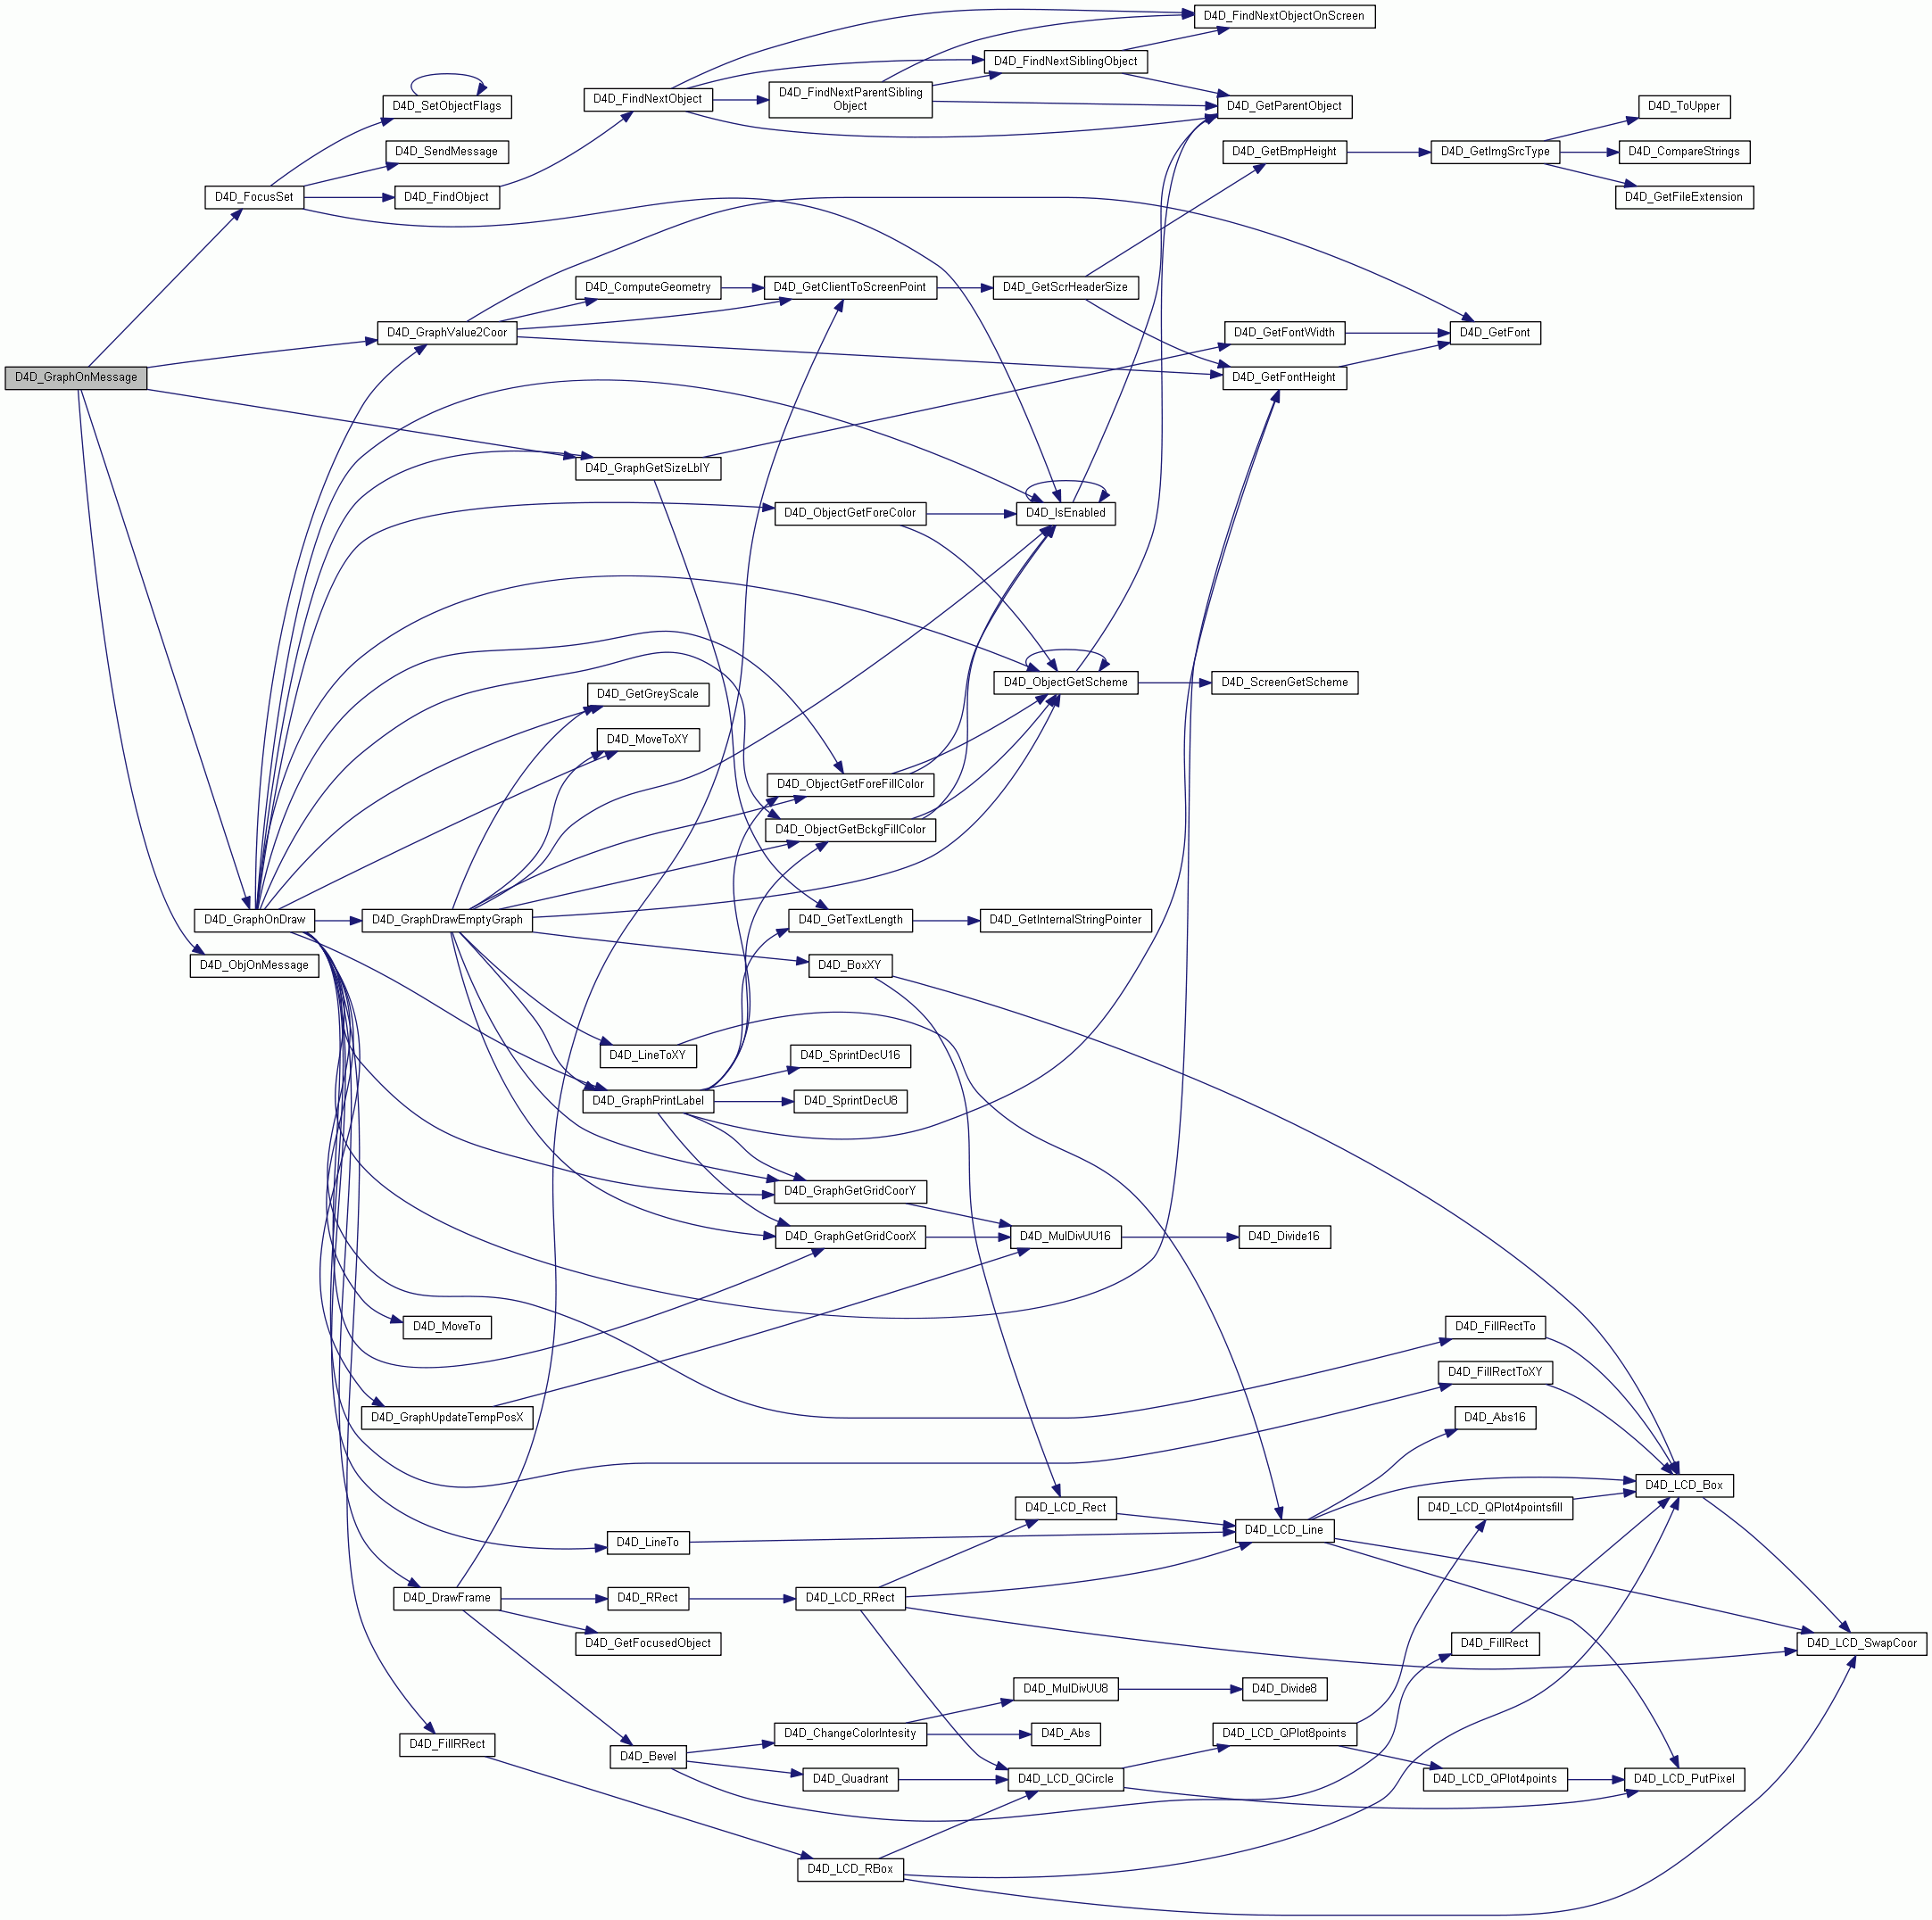 D4D_FindNextObjectOnScreen
D4D_FindNextSiblingObject
D4D_SetObjectFlags
D4D_FindNextObject
D4D_FindNextParentSibling
Object
D4D_GetParentObject
D4D_ToUpper
D4D_SendMessage
D4D_GetBmpHeight
D4D_GetImgSrcType
D4D_CompareStrings
D4D_FocusSet
D4D_FindObject
D4D_GetFileExtension
D4D_ComputeGeometry
D4D_GetClientToScreenPoint
D4D_GetScrHeaderSize
D4D_GraphValue2Coor
D4D_GetFontWidth
D4D_GetFont
D4D_GraphOnMessage
D4D_GetFontHeight
D4D_GraphGetSizeLblY
D4D_ObjectGetForeColor
D4D_IsEnabled
D4D_ObjectGetScheme
D4D_ScreenGetScheme
D4D_GetGreyScale
D4D_MoveToXY
D4D_ObjectGetForeFillColor
D4D_ObjectGetBckgFillColor
D4D_GraphOnDraw
D4D_GraphDrawEmptyGraph
D4D_GetTextLength
D4D_GetInternalStringPointer
D4D_ObjOnMessage
D4D_BoxXY
D4D_LineToXY
D4D_SprintDecU16
D4D_GraphPrintLabel
D4D_SprintDecU8
D4D_GraphGetGridCoorY
D4D_GraphGetGridCoorX
D4D_MulDivUU16
D4D_Divide16
D4D_MoveTo
D4D_FillRectTo
D4D_FillRectToXY
D4D_GraphUpdateTempPosX
D4D_Abs16
D4D_LCD_Box
D4D_LCD_Rect
D4D_LCD_QPlot4pointsfill
D4D_LCD_Line
D4D_LineTo
D4D_DrawFrame
D4D_RRect
D4D_LCD_RRect
D4D_GetFocusedObject
D4D_FillRect
D4D_LCD_SwapCoor
D4D_MulDivUU8
D4D_Divide8
D4D_ChangeColorIntesity
D4D_Abs
D4D_LCD_QPlot8points
D4D_FillRRect
D4D_Bevel
D4D_Quadrant
D4D_LCD_QCircle
D4D_LCD_QPlot4points
D4D_LCD_PutPixel
D4D_LCD_RBox